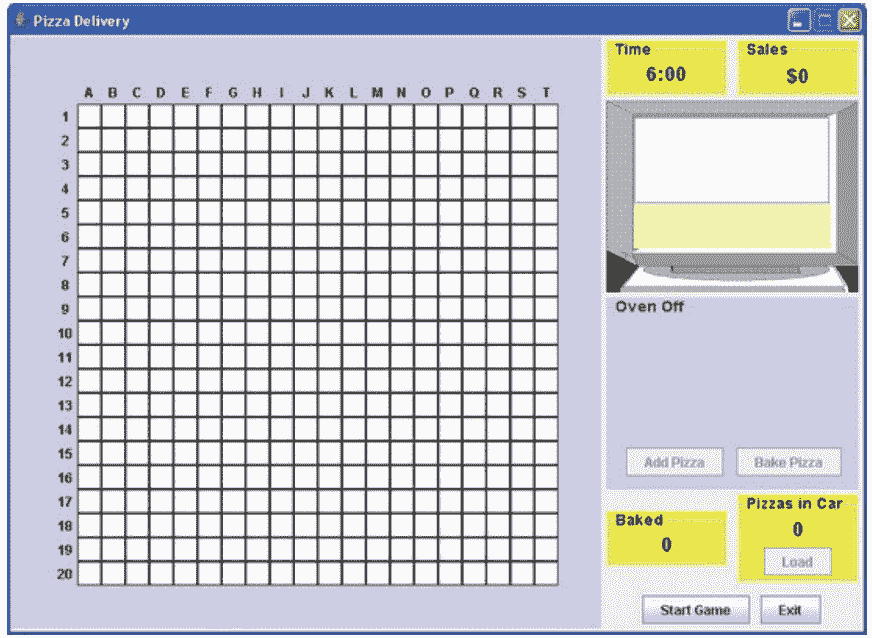 Pizza Delivery
Time
6:00
Sales
$0
A B C D E F G H I J K L M N O P Q R S T
1
2
3
4
5
6
7
8
9
10
11
12
13
14
15
16
17
18
19
20
Oven Off
Add Pizza
Bake Pizza
Baked
0
Pizzas in Car
0
Load
Start Game
Exit